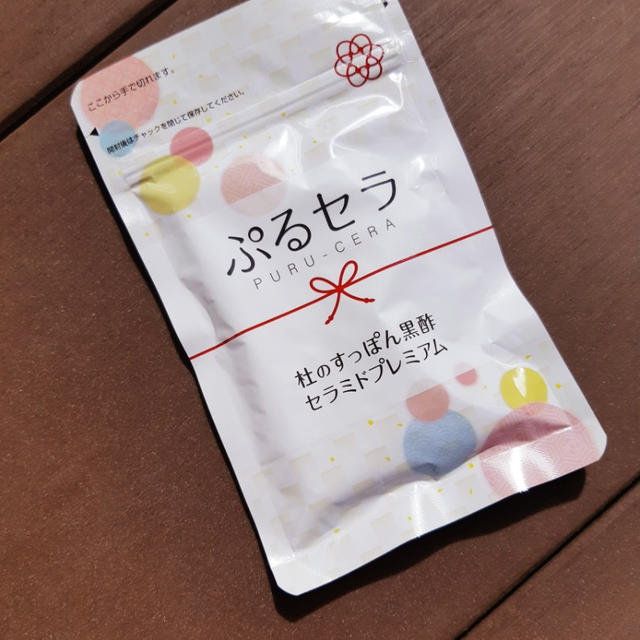 ここから手で切れます。
開封後はチャックを閉じて保存してください。
ぷるセラ
PURU-CERA
杜のすっぽん黒酢
セラミドプレミアム